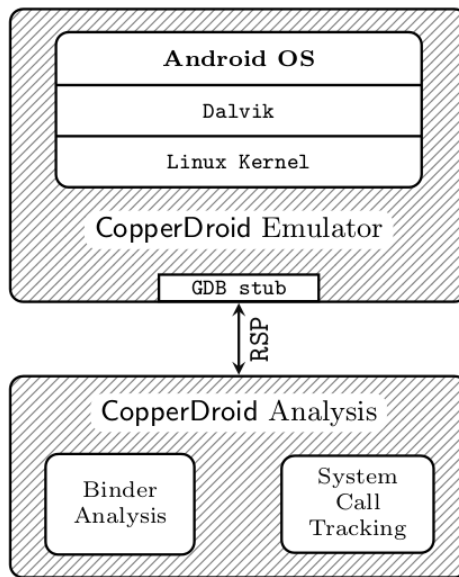 Android OS
Dalvik
Linux Kernel
CopperDroid Emulator
GDB stub
RSP
CopperDroid Analysis
Binder
Analysis
System
Call
Tracking